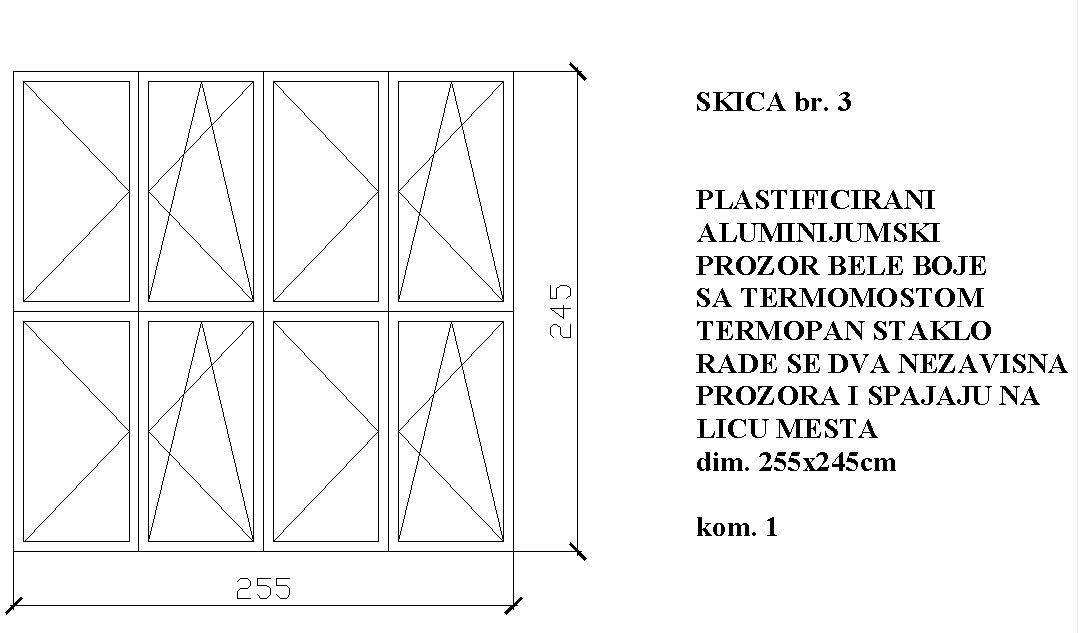 SKICA br. 3
PLASTIFICIRANI
ALUMINIJUMSKI
PROZOR BELE BOJE
SA TERMOMOSTOM
TERMOPAN STAKLO
RADE SE DVA NEZAVISNA
PROZORA I SPAJAJU NA
LICU MESTA
dim. 255x245cm
kom. 1
245
255